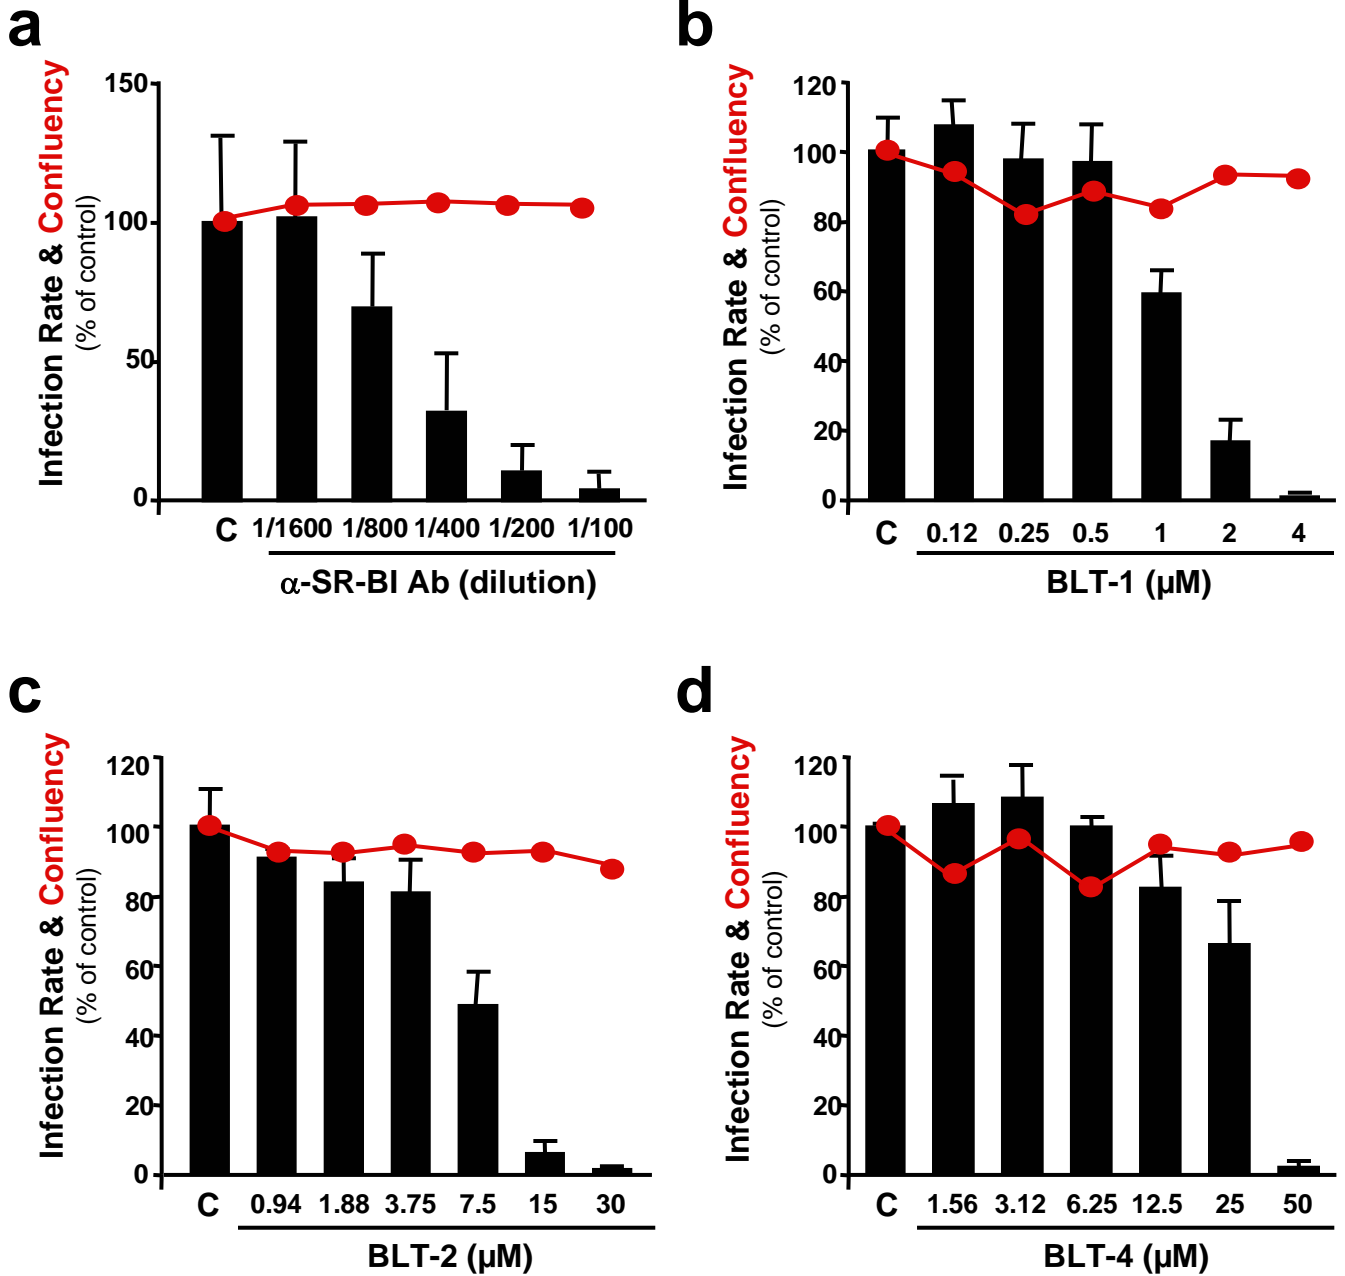 a
Infection Rate & Confluency
(% of control)
150
100
50
0
C 1/1600 1/800 1/400 1/200 1/100
α-SR-BI Ab (dilution)
b
Infection Rate & Confluency
(% of control)
120
100
80
60
40
20
0
C 0.12 0.25 0.5 1 2 4
BLT-1 (µM)
c
Infection Rate & Confluency
(% of control)
120
100
80
60
40
20
0
C 0.94 1.88 3.75 7.5 15 30
BLT-2 (µM)
d
Infection Rate & Confluency
(% of control)
120
100
80
60
40
20
0
C 1.56 3.12 6.25 12.5 25 50
BLT-4 (µM)